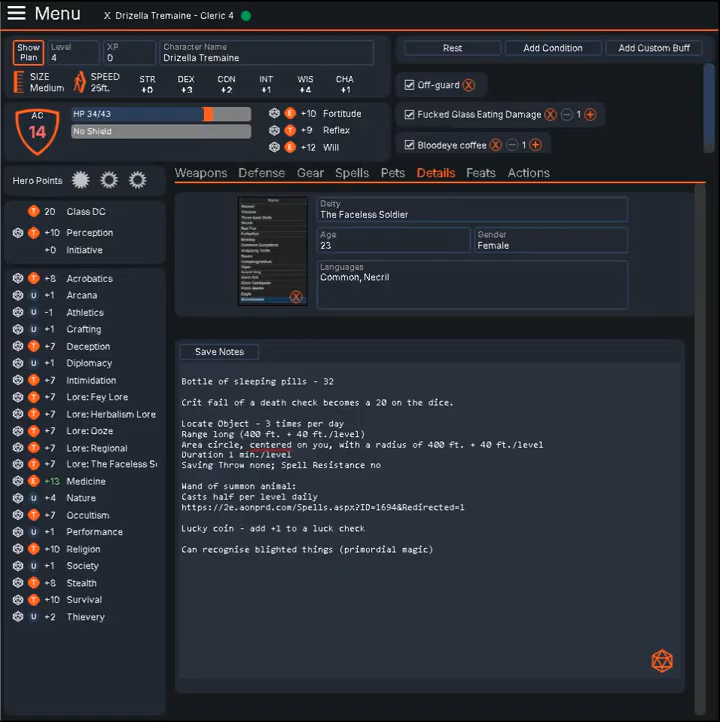 Menu
X Drizella Tremaine - Cleric 4
Show Plan
Level
4
XP
0
Character Name
Drizella Tremaine
SIZE
Medium
SPEED
25ft.
STR
+0
DEX
+3
CON
+2
INT
+1
WIS
+4
CHA
+1
AC
14
HP 34/43
No Shield
E +10 Fortitude
T +9 Reflex
E +12 Will
Rest
Add Condition
Add Custom Buff
Off-guard
Fucked Glass Eating Damage 1
Bloodeye coffee 1
Hero Points
T 20 Class DC
T +10 Perception
+0 Initiative
T +8 Acrobatics
U +1 Arcana
U -1 Athletics
U +1 Crafting
T +7 Deception
U +1 Diplomacy
T +7 Intimidation
T +7 Lore: Fey Lore
T +7 Lore: Herbalism Lore
T +7 Lore: Ooze
T +7 Lore: Regional
T +7 Lore: The Faceless S
E +13 Medicine
U +4 Nature
T +7 Occultism
U +1 Performance
T +10 Religion
U +1 Society
T +8 Stealth
T +10 Survival
U +2 Thievery
Weapons Defense Gear Spells Pets Details Feats Actions
Deity
The Faceless Soldier
Age
23
Gender
Female
Languages
Common, Necril
Save Notes
Bottle of sleeping pills - 32
Crit fail of a death check becomes a 20 on the dice.
Locate Object - 3 times per day
Range long (400 ft. + 40 ft./level)
Area circle, centered on you, with a radius of 400 ft. + 40 ft./level
Duration 1 min./level
Saving Throw none; Spell Resistance no
Wand of summon animal:
Casts half per level daily
https://2e.aonprd.com/Spells.aspx?ID=1694&Redirected=1
Lucky coin - add +1 to a luck check
Can recognise blighted things (primordial magic)